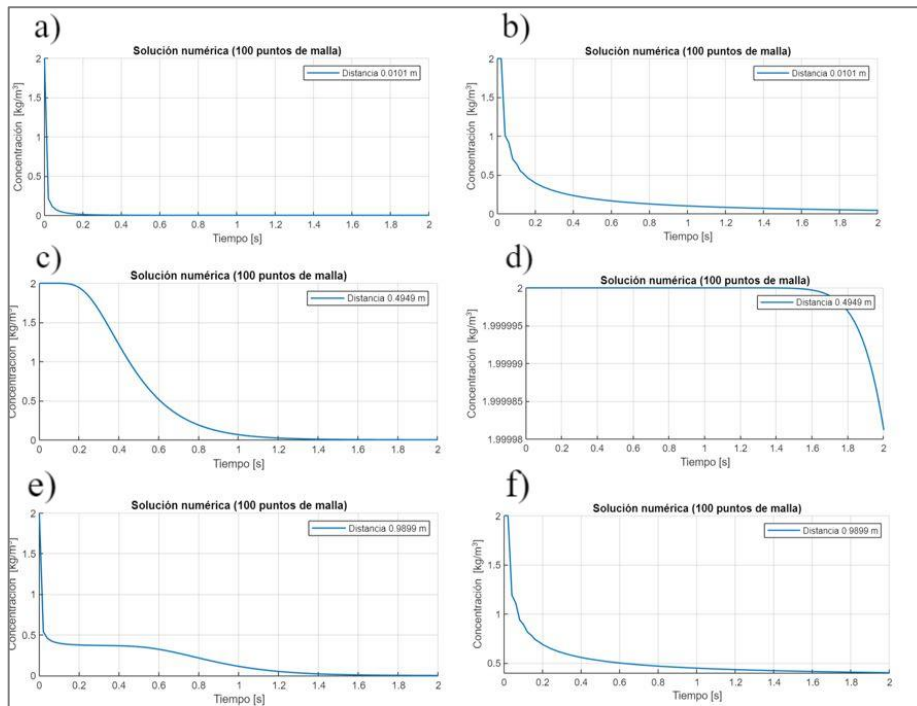 a)
Solución numérica (100 puntos de malla)
2
1.5
1
0.5
0
Concentración [kg/m³]
Distancia 0.0101 m
0 0.2 0.4 0.6 0.8 1 1.2 1.4 1.6 1.8 2
Tiempo [s]
b)
Solución numérica (100 puntos de malla)
2
1.5
1
0.5
0
Concentración [kg/m³]
Distancia 0.0101 m
0 0.2 0.4 0.6 0.8 1 1.2 1.4 1.6 1.8 2
Tiempo [s]
c)
Solución numérica (100 puntos de malla)
2
1.5
1
0.5
0
Concentración [kg/m³]
Distancia 0.4949 m
0 0.2 0.4 0.6 0.8 1 1.2 1.4 1.6 1.8 2
Tiempo [s]
d)
Solución numérica (100 puntos de malla)
2
1.999995
1.99999
1.999985
1.99998
Concentración [kg/m³]
Distancia 0.4949 m
0 0.2 0.4 0.6 0.8 1 1.2 1.4 1.6 1.8 2
Tiempo [s]
e)
Solución numérica (100 puntos de malla)
2
1.5
1
0.5
0
Concentración [kg/m³]
Distancia 0.9899 m
0 0.2 0.4 0.6 0.8 1 1.2 1.4 1.6 1.8 2
Tiempo [s]
f)
Solución numérica (100 puntos de malla)
2
1.5
1
0.5
Concentración [kg/m³]
Distancia 0.9899 m
0 0.2 0.4 0.6 0.8 1 1.2 1.4 1.6 1.8 2
Tiempo [s]